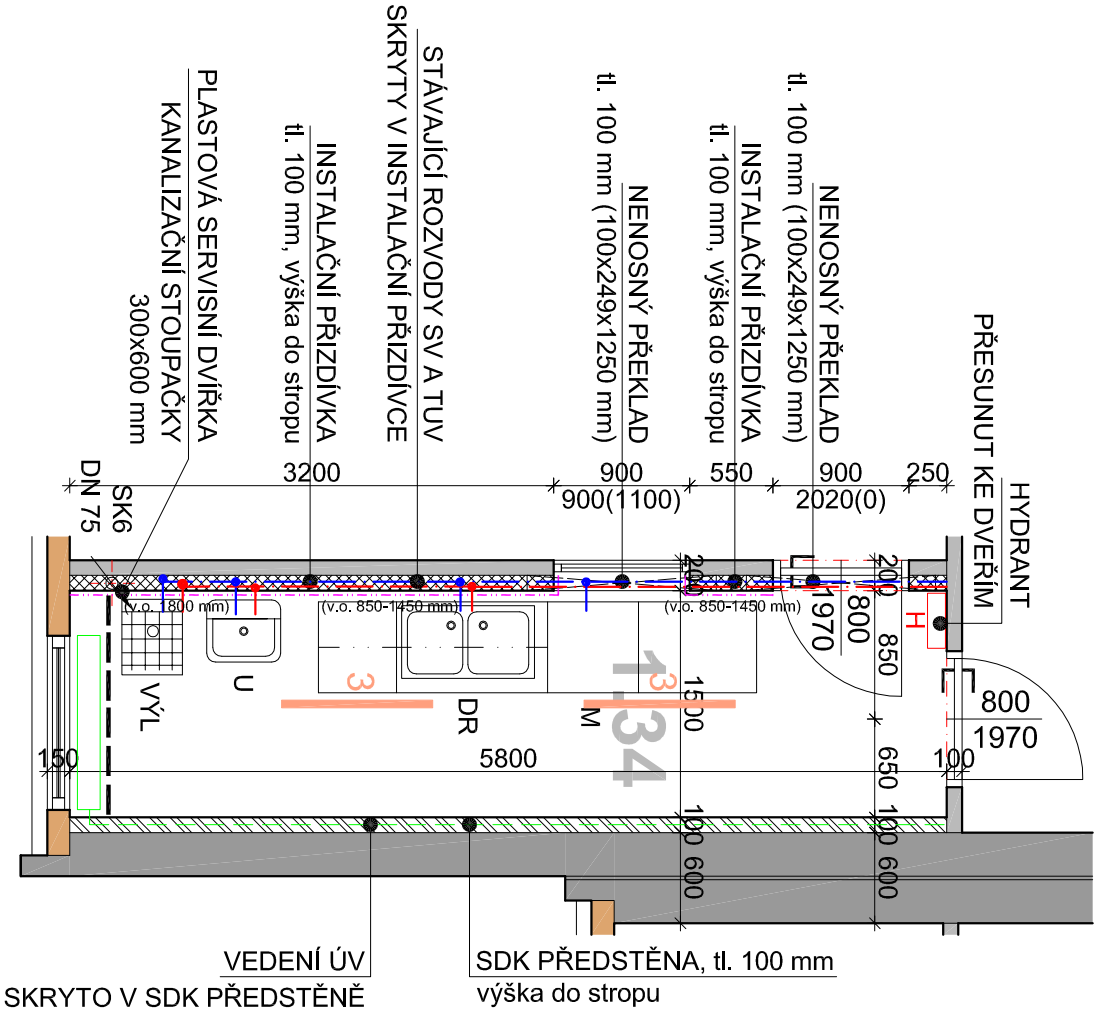 PLASTOVÁ SERVISNÍ DVÍŘKA
KANALIZAČNÍ STOUPAČKY
300x600 mm
INSTALAČNÍ PŘIZDÍVKA
tl. 100 mm, výška do stropu
STÁVAJÍCÍ ROZVODY SV A TUV
SKRYTY V INSTALAČNÍ PŘIZDÍVCE
NENOSNÝ PŘEKLAD
tl. 100 mm (100x249x1250 mm)
INSTALAČNÍ PŘIZDÍVKA
tl. 100 mm, výška do stropu
NENOSNÝ PŘEKLAD
tl. 100 mm (100x249x1250 mm)
HYDRANT
PŘESUNUT KE DVEŘÍM
3200
900
900(1100)
550
900
2020(0)
250
SK6
DN 75
(v.o. 1800 mm)
(v.o. 850-1450 mm)
(v.o. 850-1450 mm)
200
200
800
1970
H
850
VÝL
U
3
DR
M
3
1.34
1500
800
1970
650
150
5800
100
100
600
100
600
VEDENÍ ÚV
SKRYTO V SDK PŘEDSTĚNĚ
SDK PŘEDSTĚNA, tl. 100 mm
výška do stropu